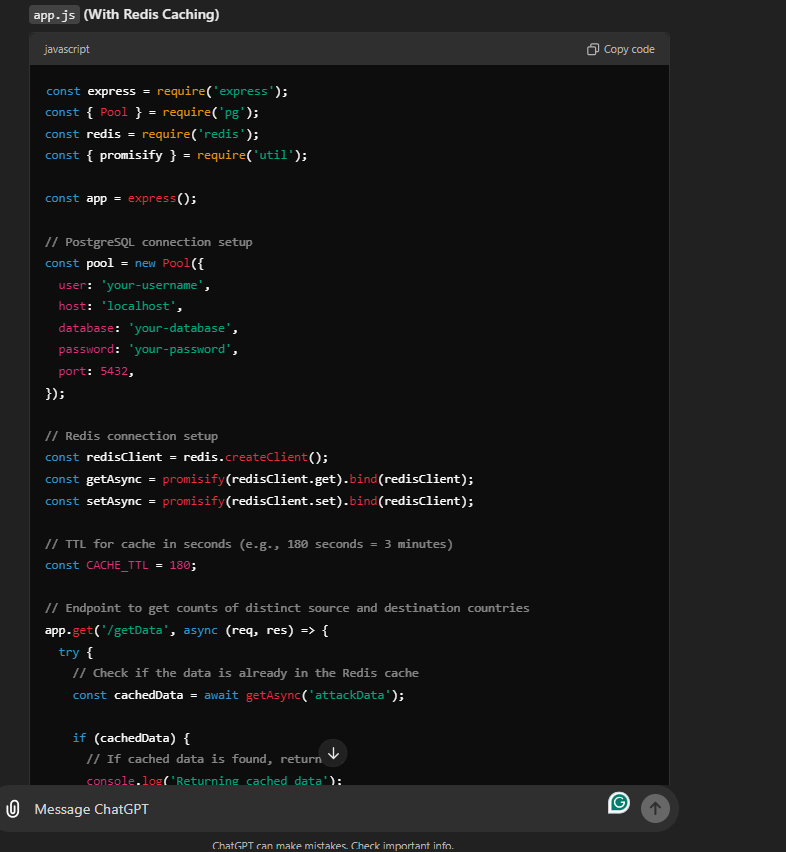 app.js (With Redis Caching)
javascript
Copy code
const express = require('express');
const { Pool } = require('pg');
const redis = require('redis');
const { promisify } = require('util');
const app = express();
// PostgreSQL connection setup
const pool = new Pool({
  user: 'your-username',
  host: 'localhost',
  database: 'your-database',
  password: 'your-password',
  port: 5432,
});
// Redis connection setup
const redisClient = redis.createClient();
const getAsync = promisify(redisClient.get).bind(redisClient);
const setAsync = promisify(redisClient.set).bind(redisClient);
// TTL for cache in seconds (e.g., 180 seconds = 3 minutes)
const CACHE_TTL = 180;
// Endpoint to get counts of distinct source and destination countries
app.get('/getData', async (req, res) => {
  try {
    // Check if the data is already in the Redis cache
    const cachedData = await getAsync('attackData');
    if (cachedData) {
      // If cached data is found, return
      console.log('Returning cached data');
Message ChatGPT
ChatGPT can make mistakes. Check important info.